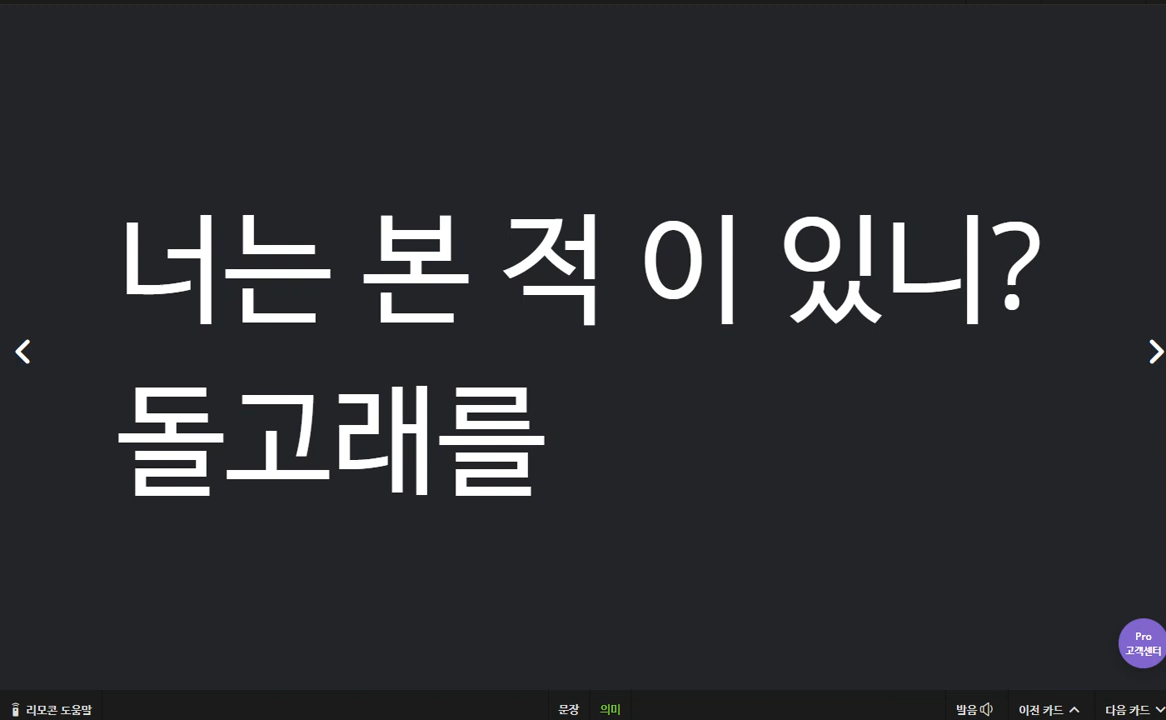 너는 본 적 이 있니?
돌고래를
Pro
고객센터
리모콘 도움말
문장
의미
발음
이전 카드
다음 카드